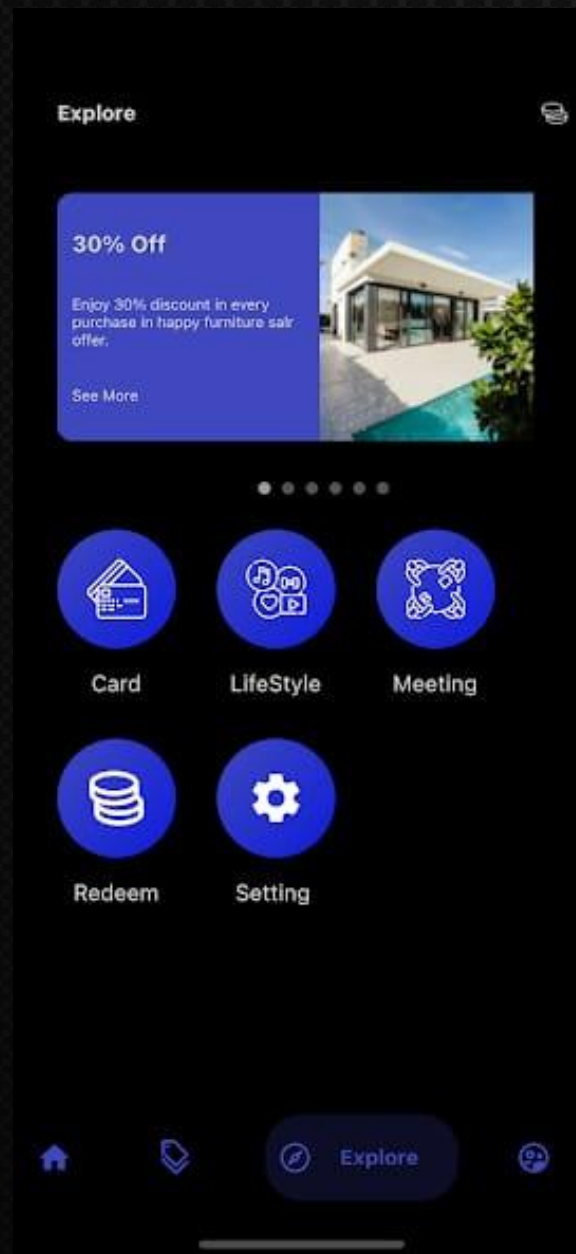 Explore
30% Off
Enjoy 30% discount in every
purchase in happy furniture salr
offer.
See More
Card
LifeStyle
Meeting
Redeem
Setting
Explore